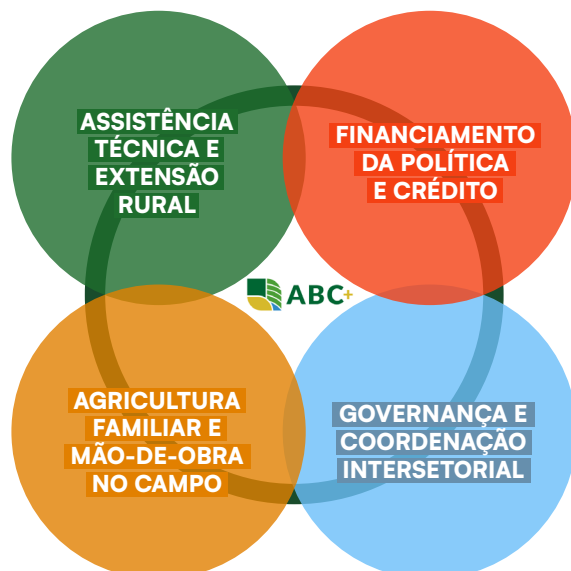 ASSISTÊNCIA
TÉCNICA E
EXTENSÃO
RURAL
FINANCIAMENTO
DA POLÍTICA
E CRÉDITO
ABC+
AGRICULTURA
FAMILIAR E
MÃO-DE-OBRA
NO CAMPO
GOVERNANÇA E
COORDENAÇÃO
INTERSETORIAL